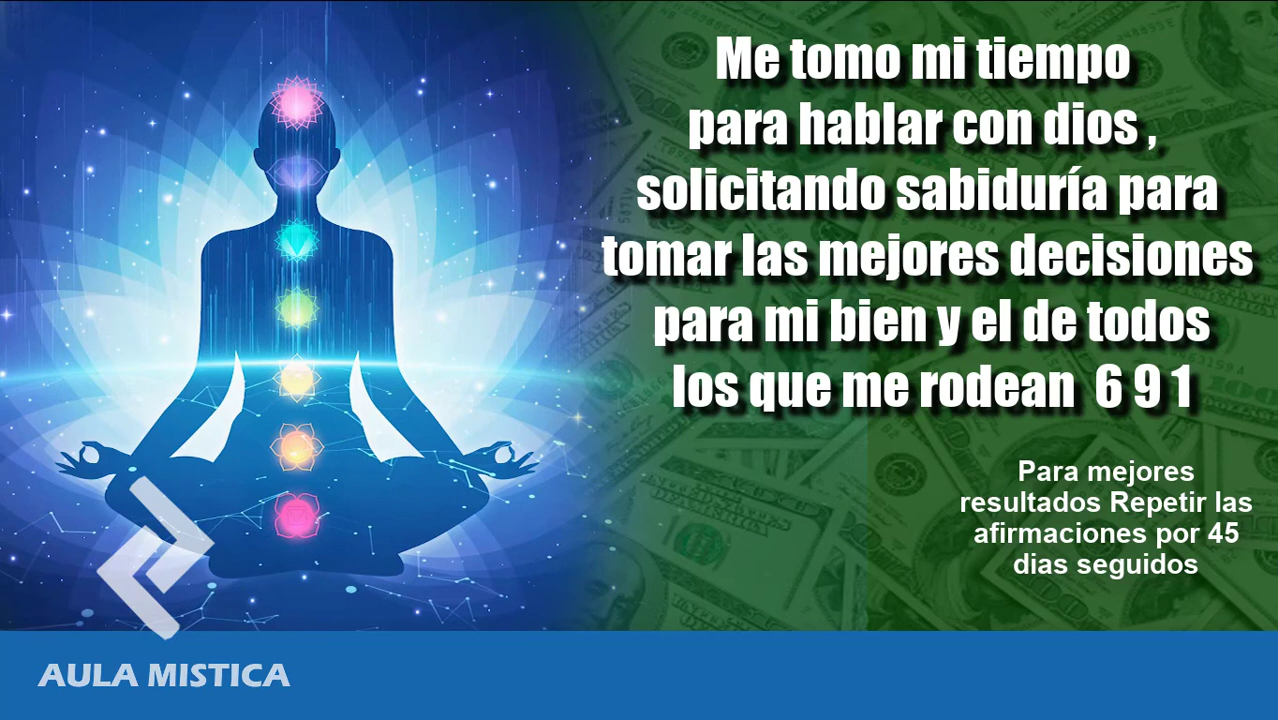 Me tomo mi tiempo
para hablar con dios ,
solicitando sabiduría para
tomar las mejores decisiones
para mi bien y el de todos
los que me rodean 6 9 1
Para mejores
resultados Repetir las
afirmaciones por 45
dias seguidos
AULA MISTICA